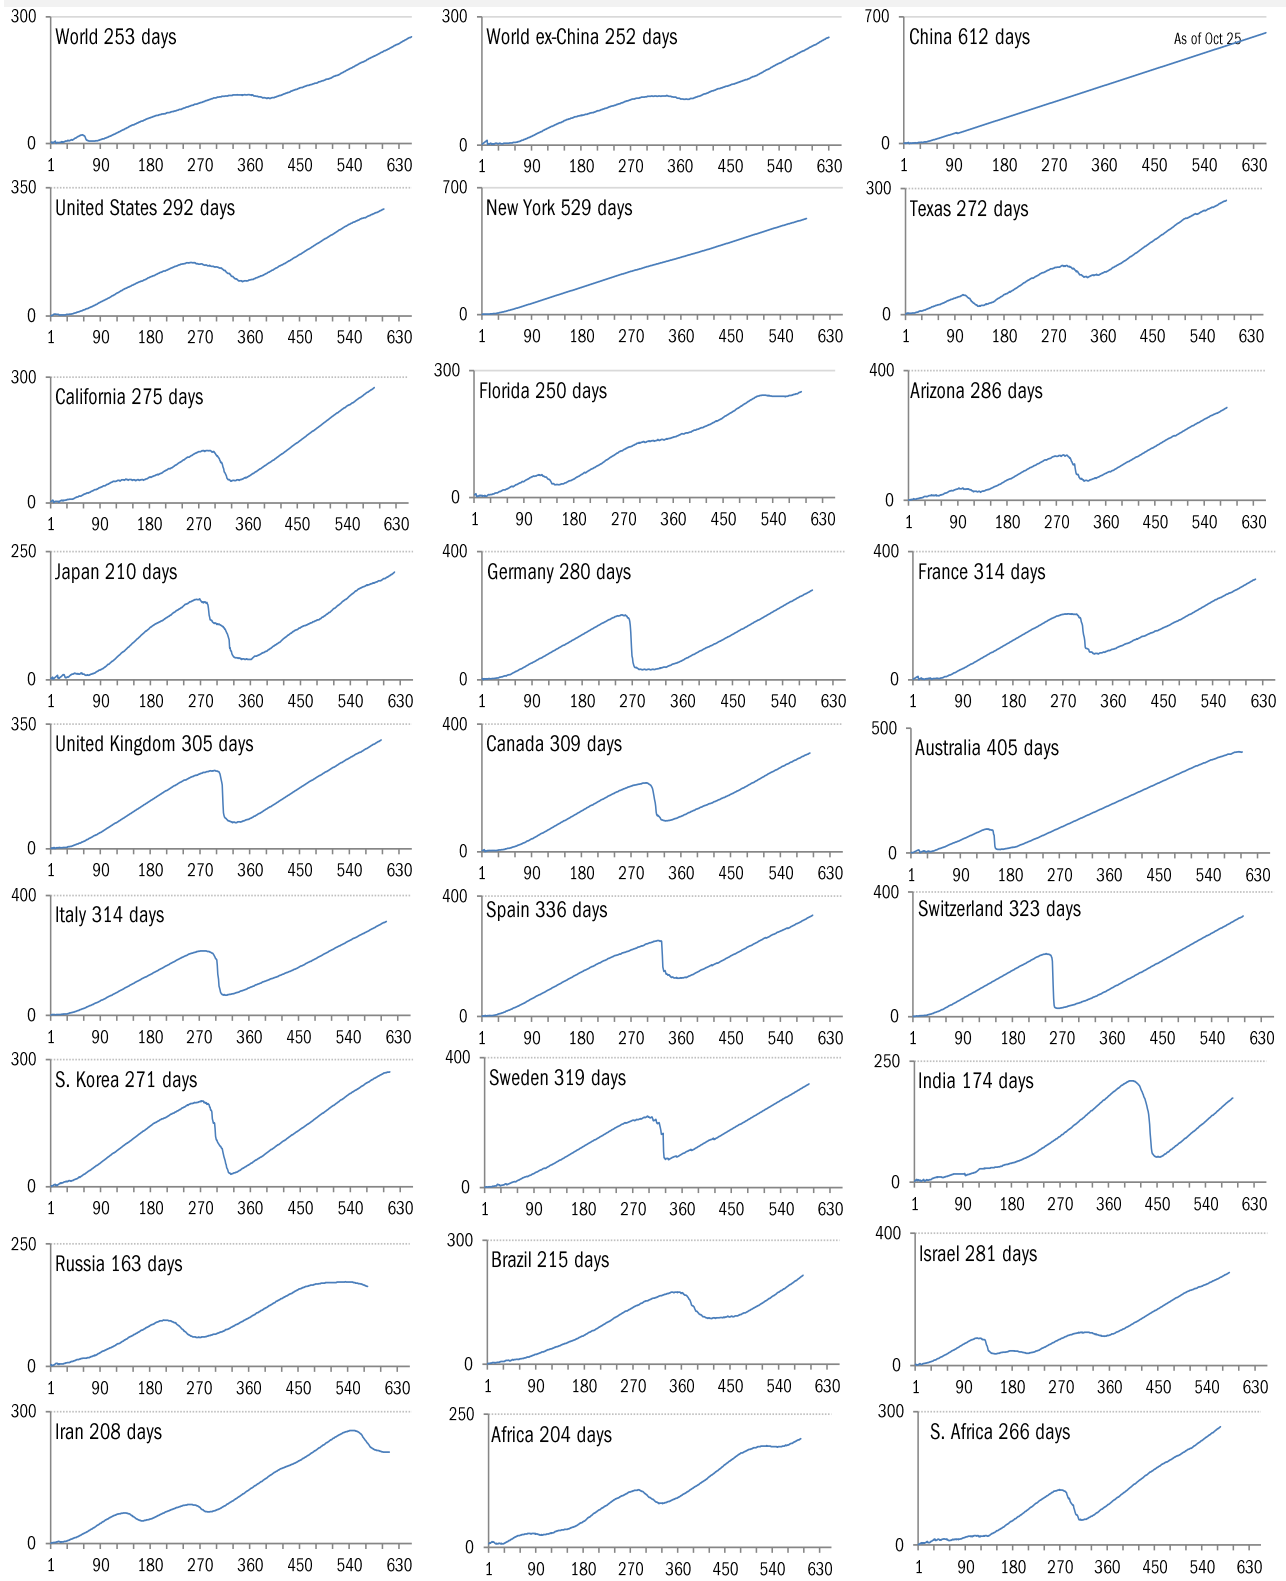 300
World 253 days
0
1 90 180 270 360 450 540 630
300
World ex-China 252 days
0
1 90 180 270 360 450 540 630
700
China 612 days
As of Oct 25
0
1 90 180 270 360 450 540 630
350
United States 292 days
0
1 90 180 270 360 450 540 630
700
New York 529 days
0
1 90 180 270 360 450 540 630
300
Texas 272 days
0
1 90 180 270 360 450 540 630
300
California 275 days
0
1 90 180 270 360 450 540 630
300
Florida 250 days
0
1 90 180 270 360 450 540 630
400
Arizona 286 days
0
1 90 180 270 360 450 540 630
250
Japan 210 days
0
1 90 180 270 360 450 540 630
400
Germany 280 days
0
1 90 180 270 360 450 540 630
400
France 314 days
0
1 90 180 270 360 450 540 630
350
United Kingdom 305 days
0
1 90 180 270 360 450 540 630
400
Canada 309 days
0
1 90 180 270 360 450 540 630
500
Australia 405 days
0
1 90 180 270 360 450 540 630
400
Italy 314 days
0
1 90 180 270 360 450 540 630
400
Spain 336 days
0
1 90 180 270 360 450 540 630
400
Switzerland 323 days
0
1 90 180 270 360 450 540 630
300
S. Korea 271 days
0
1 90 180 270 360 450 540 630
400
Sweden 319 days
0
1 90 180 270 360 450 540 630
250
India 174 days
0
1 90 180 270 360 450 540 630
250
Russia 163 days
0
1 90 180 270 360 450 540 630
300
Brazil 215 days
0
1 90 180 270 360 450 540 630
400
Israel 281 days
0
1 90 180 270 360 450 540 630
300
Iran 208 days
0
1 90 180 270 360 450 540 630
250
Africa 204 days
0
1 90 180 270 360 450 540 630
300
S. Africa 266 days
0
1 90 180 270 360 450 540 630